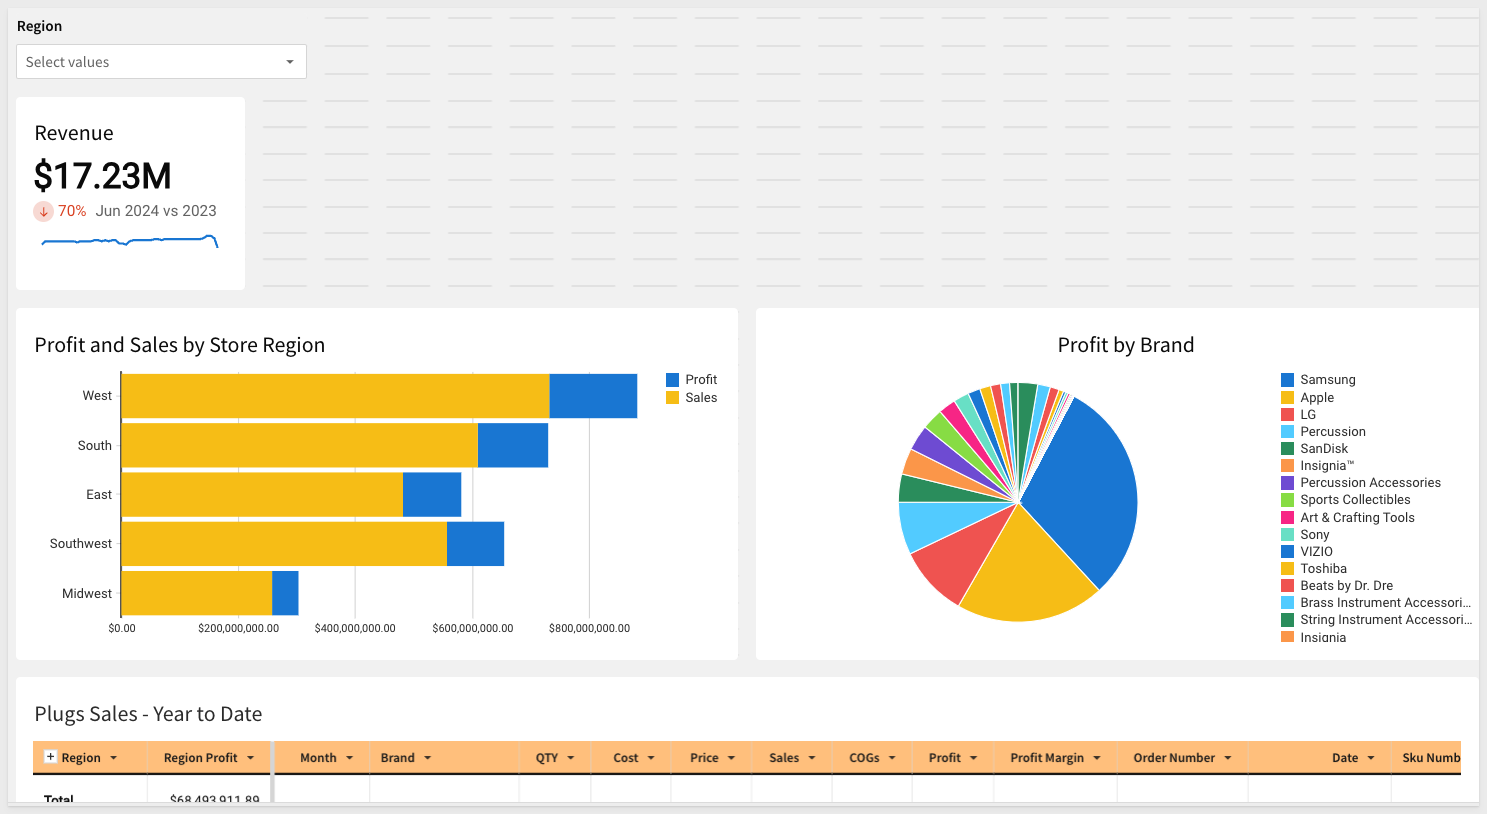 Region
Select values
Revenue
$17.23M
70% Jun 2024 vs 2023
Profit and Sales by Store Region
West
South
East
Southwest
Midwest
$0.00 $200,000,000.00 $400,000,000.00 $600,000,000.00 $800,000,000.00
Profit
Sales
Profit by Brand
Samsung
Apple
LG
Percussion
SanDisk
Insignia™
Percussion Accessories
Sports Collectibles
Art & Crafting Tools
Sony
VIZIO
Toshiba
Beats by Dr. Dre
Brass Instrument Accessori...
String Instrument Accessori...
Insignia
Plugs Sales - Year to Date
Region Region Profit Month Brand QTY Cost Price Sales COGs Profit Profit Margin Order Number Date Sku Numb
Total $68,493,911.89